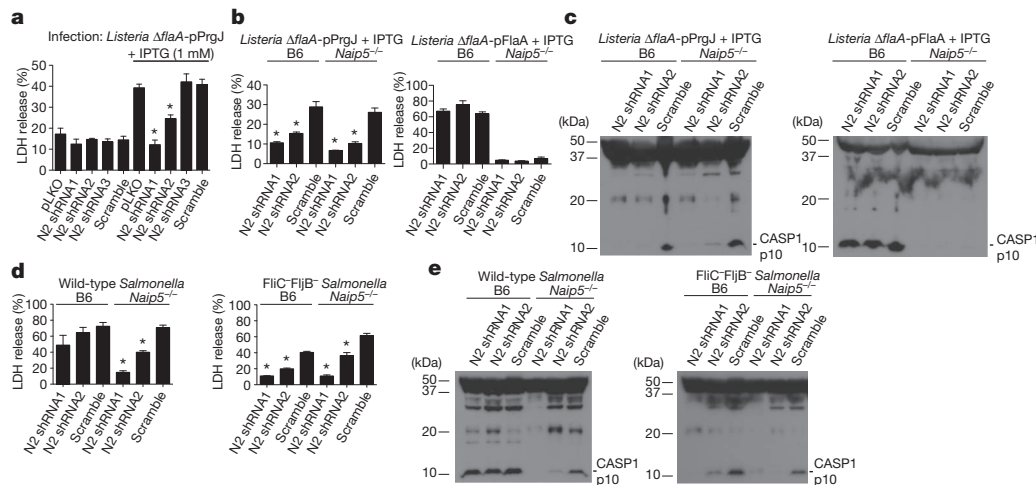 a
Infection: Listeria ΔflaA-pPrgJ
+ IPTG (1 mM)
LDH release (%)
50
40
30
20
10
0
pLKO
N2 shRNA1
N2 shRNA2
N2 shRNA3
Scramble
pLKO
N2 shRNA1
N2 shRNA2
N2 shRNA3
Scramble
* *
b
Listeria ΔflaA-pPrgJ + IPTG
B6 Naip5–/–
LDH release (%)
50
40
30
20
10
0
* * * *
N2 shRNA1
N2 shRNA2
Scramble
N2 shRNA1
N2 shRNA2
Scramble
Listeria ΔflaA-pFlaA + IPTG
B6 Naip5–/–
LDH release (%)
100
80
60
40
20
0
N2 shRNA1
N2 shRNA2
Scramble
N2 shRNA1
N2 shRNA2
Scramble
c
Listeria ΔflaA-pPrgJ + IPTG
B6 Naip5–/–
N2 shRNA1
N2 shRNA2
Scramble
N2 shRNA1
N2 shRNA2
Scramble
(kDa)
50
37
20
10
CASP1
p10
Listeria ΔflaA-pFlaA + IPTG
B6 Naip5–/–
N2 shRNA1
N2 shRNA2
Scramble
N2 shRNA1
N2 shRNA2
Scramble
(kDa)
50
37
20
10
CASP1
p10
d
Wild-type Salmonella
B6 Naip5–/–
LDH release (%)
100
80
60
40
20
0
* *
N2 shRNA1
N2 shRNA2
Scramble
N2 shRNA1
N2 shRNA2
Scramble
FliC–FljB– Salmonella
B6 Naip5–/–
LDH release (%)
100
80
60
40
20
0
* * * *
N2 shRNA1
N2 shRNA2
Scramble
N2 shRNA1
N2 shRNA2
Scramble
e
Wild-type Salmonella
B6 Naip5–/–
N2 shRNA1
N2 shRNA2
Scramble
N2 shRNA1
N2 shRNA2
Scramble
(kDa)
50
37
20
10
CASP1
p10
FliC–FljB– Salmonella
B6 Naip5–/–
N2 shRNA1
N2 shRNA2
Scramble
N2 shRNA1
N2 shRNA2
Scramble
(kDa)
50
37
20
10
CASP1
p10